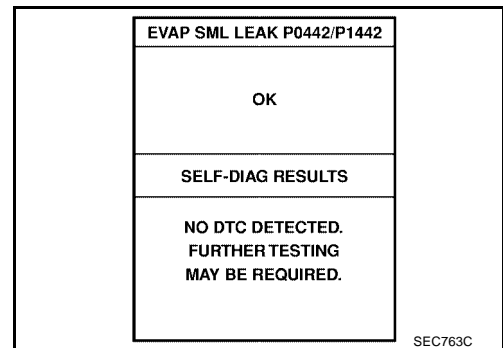 EVAP SML LEAK P0442/P1442
OK
SELF-DIAG RESULTS
NO DTC DETECTED.
FURTHER TESTING
MAY BE REQUIRED.
SEC763C